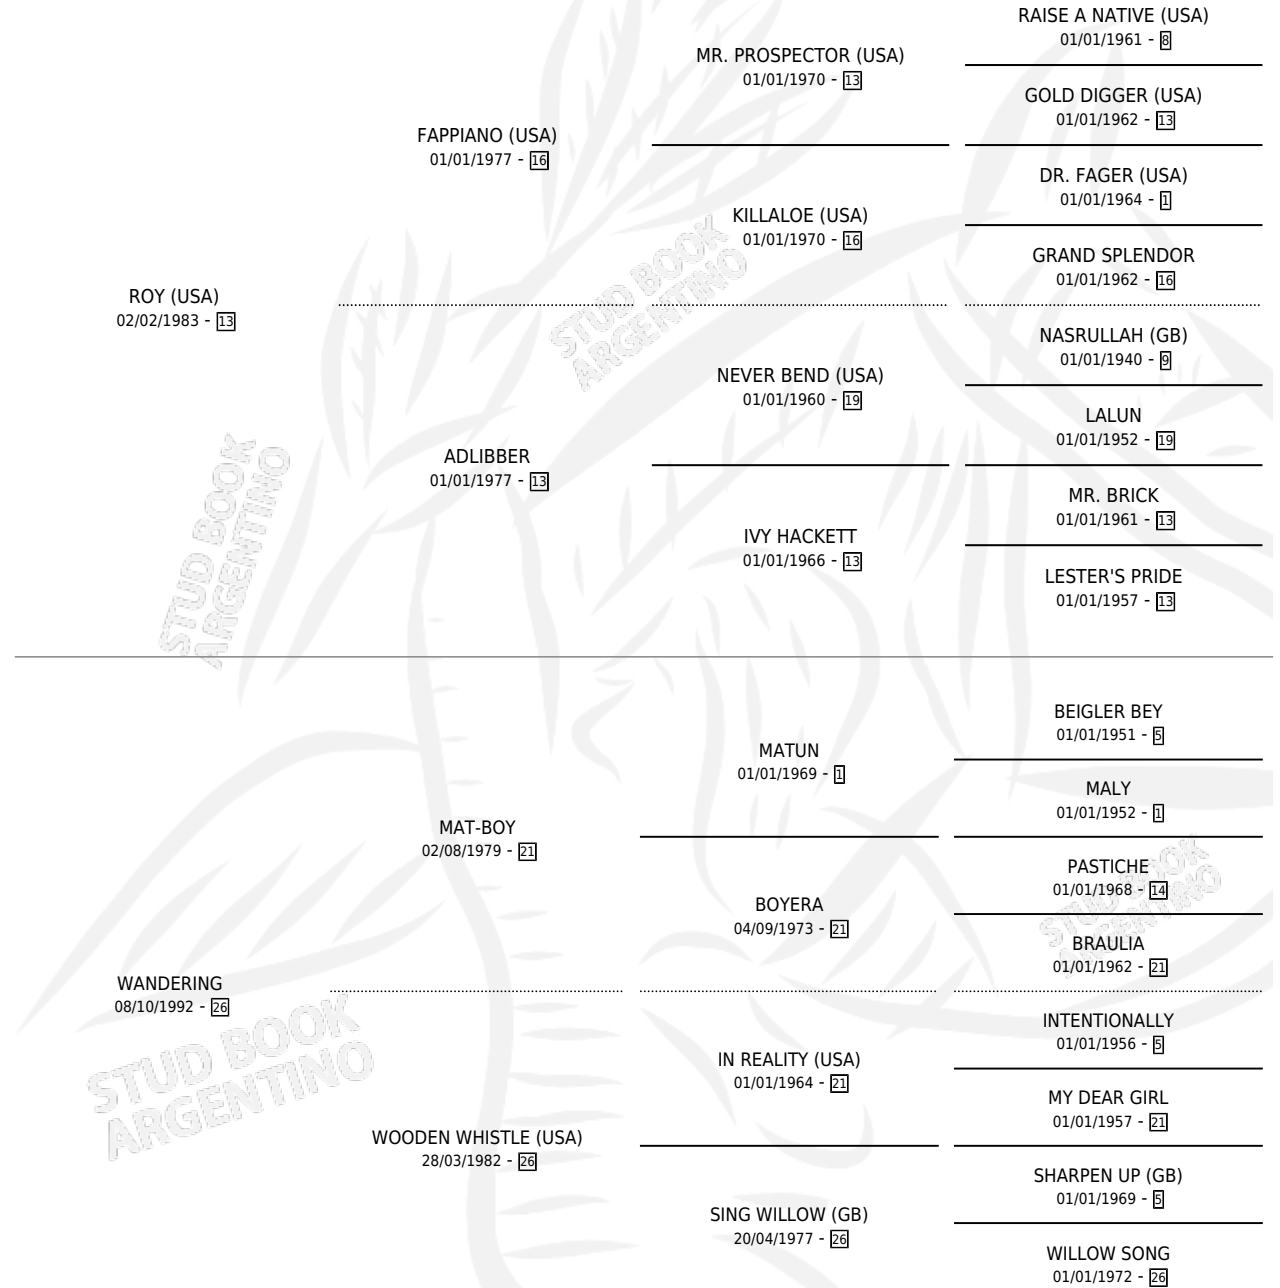 RAISE A NATIVE (USA)
01/01/1961 - 8
MR. PROSPECTOR (USA)
01/01/1970 - 13
GOLD DIGGER (USA)
01/01/1962 - 13
FAPPIANO (USA)
01/01/1977 - 16
DR. FAGER (USA)
01/01/1964 - 1
KILLALOE (USA)
01/01/1970 - 16
GRAND SPLENDOR
01/01/1962 - 16
ROY (USA)
02/02/1983 - 13
NASRULLAH (GB)
01/01/1940 - 9
NEVER BEND (USA)
01/01/1960 - 19
LALUN
01/01/1952 - 19
ADLIBBER
01/01/1977 - 13
MR. BRICK
01/01/1961 - 13
IVY HACKETT
01/01/1966 - 13
LESTER'S PRIDE
01/01/1957 - 13
BEIGLER BEY
01/01/1951 - 5
MATUN
01/01/1969 - 1
MALY
01/01/1952 - 1
MAT-BOY
02/08/1979 - 21
PASTICHE
01/01/1968 - 14
BOYERA
04/09/1973 - 21
BRAULIA
01/01/1962 - 21
WANDERING
08/10/1992 - 26
INTENTIONALLY
01/01/1956 - 5
IN REALITY (USA)
01/01/1964 - 21
MY DEAR GIRL
01/01/1957 - 21
WOODEN WHISTLE (USA)
28/03/1982 - 26
SHARPEN UP (GB)
01/01/1969 - 5
SING WILLOW (GB)
20/04/1977 - 26
WILLOW SONG
01/01/1972 - 26
STUD BOOK
ARGENTINO
STUD BOOK
ARGENTINO
STUD BOOK
ARGENTINO
STUD BOOK
ARGENTINO